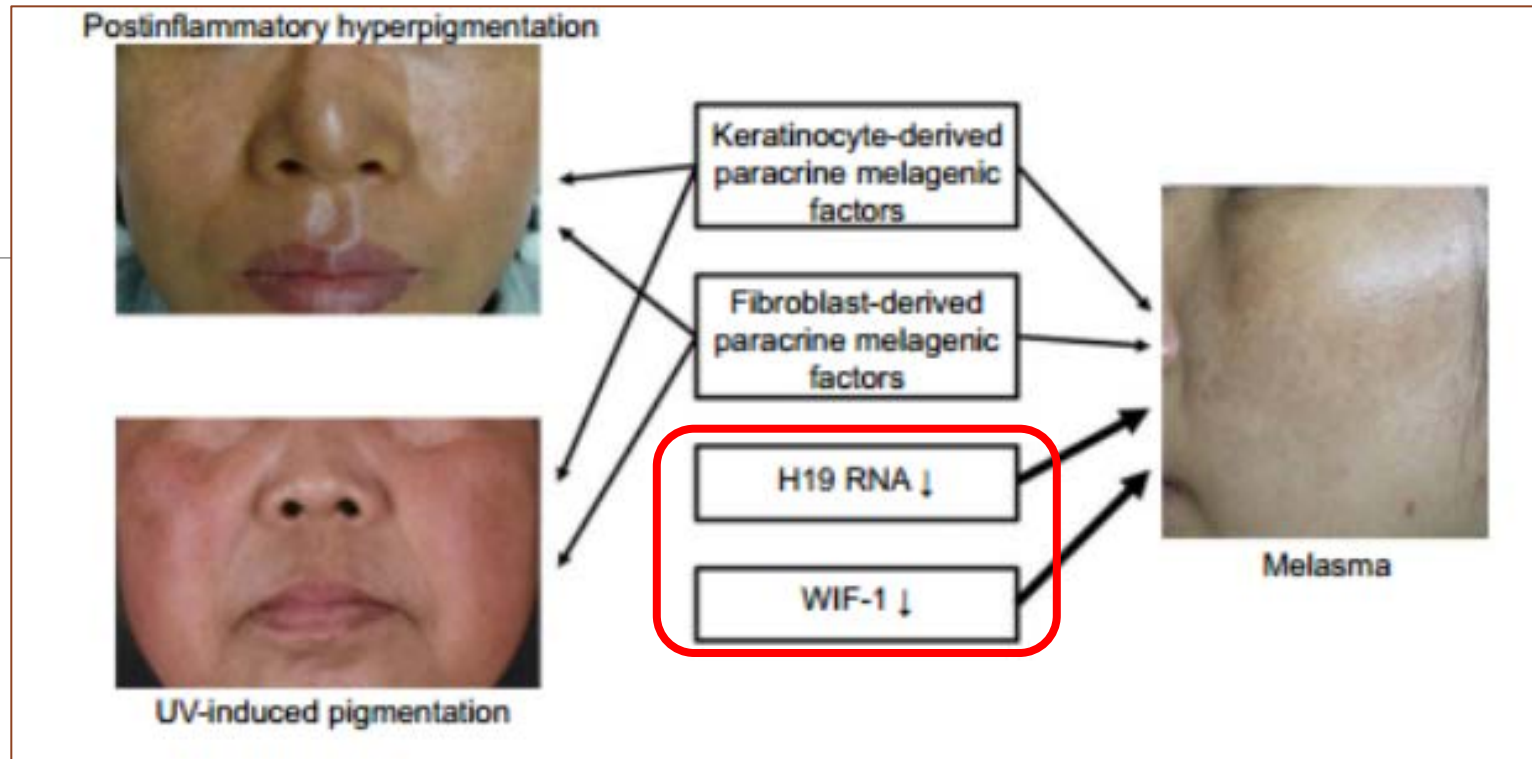 Postinflammatory hyperpigmentation
Keratinocyte-derived
paracrine melagenic
factors
Fibroblast-derived
paracrine melagenic
factors
H19 RNA ↓
WIF-1 ↓
Melasma
UV-induced pigmentation